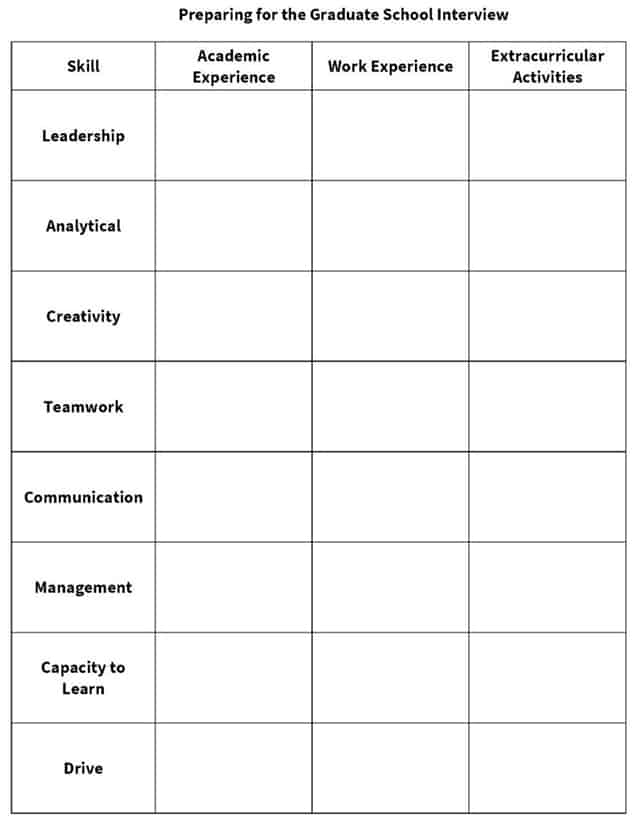 Preparing for the Graduate School Interview
Skill
Academic
Experience
Work Experience
Extracurricular
Activities
Leadership
Analytical
Creativity
Teamwork
Communication
Management
Capacity to
Learn
Drive